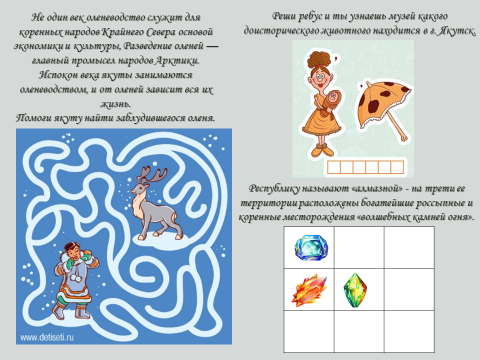 Не один век оленеводство служит для
коренных народов Крайнего Севера основой
экономики и культуры, Разведение оленей —
главный промысел народов Арктики.
Испокон века якуты занимаются
оленеводством, и от оленей зависит вся их
жизнь.
Помоги якуту найти заблудившегося оленя.
www.detiseti.ru
Реши ребус и ты узнаешь музей какого
доисторического животного находится в г. Якутск.
,
,
Республику называют «алмазной» - на трети ее
территории расположены богатейшие россыпные и
коренные месторождения «волшебных камней огня».